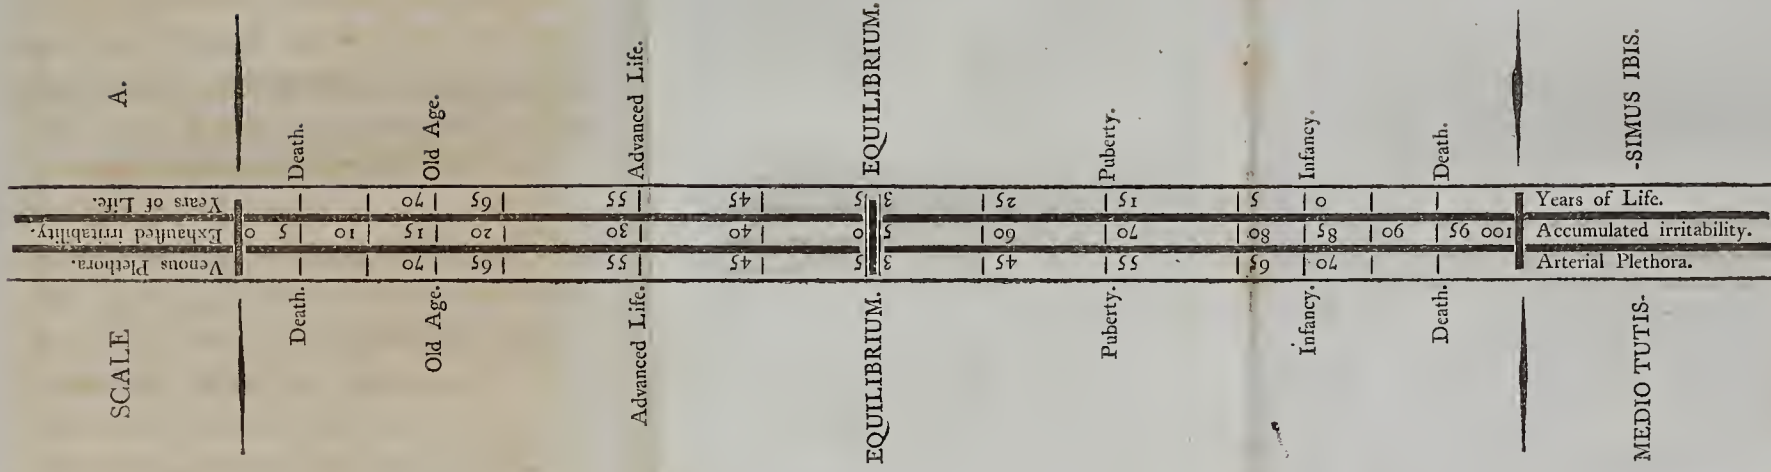 SCALE A.
Venous Plethora.
Exhauſted irritability.
Years of Life.
0
Death. 5 Death.
10
Old Age. 70 15 70 Old Age.
65 20 65
Advanced Life. 55 30 55 Advanced Life.
45 40 45
EQUILIBRIUM. 35 50 35 EQUILIBRIUM.
45 60 25
Puberty. 55 70 15 Puberty.
65 80 5
Infancy. 70 85 0 Infancy.
90
Death. 95 Death.
100
Arterial Plethora.
Accumulated irritability.
Years of Life.
MEDIO TUTIS- -SIMUS IBIS.